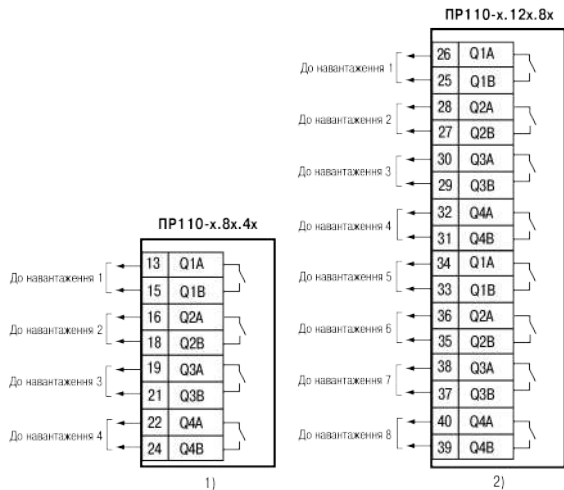 ПР110-х.12х.8х
До навантаження 1
26 Q1A
25 Q1B
До навантаження 2
28 Q2A
27 Q2B
До навантаження 3
30 Q3A
29 Q3B
До навантаження 4
32 Q4A
31 Q4B
До навантаження 5
34 Q1A
33 Q1B
До навантаження 6
36 Q2A
35 Q2B
До навантаження 7
38 Q3A
37 Q3B
До навантаження 8
40 Q4A
39 Q4B
2)
ПР110-х.8х.4х
До навантаження 1
13 Q1A
15 Q1B
До навантаження 2
16 Q2A
18 Q2B
До навантаження 3
19 Q3A
21 Q3B
До навантаження 4
22 Q4A
24 Q4B
1)